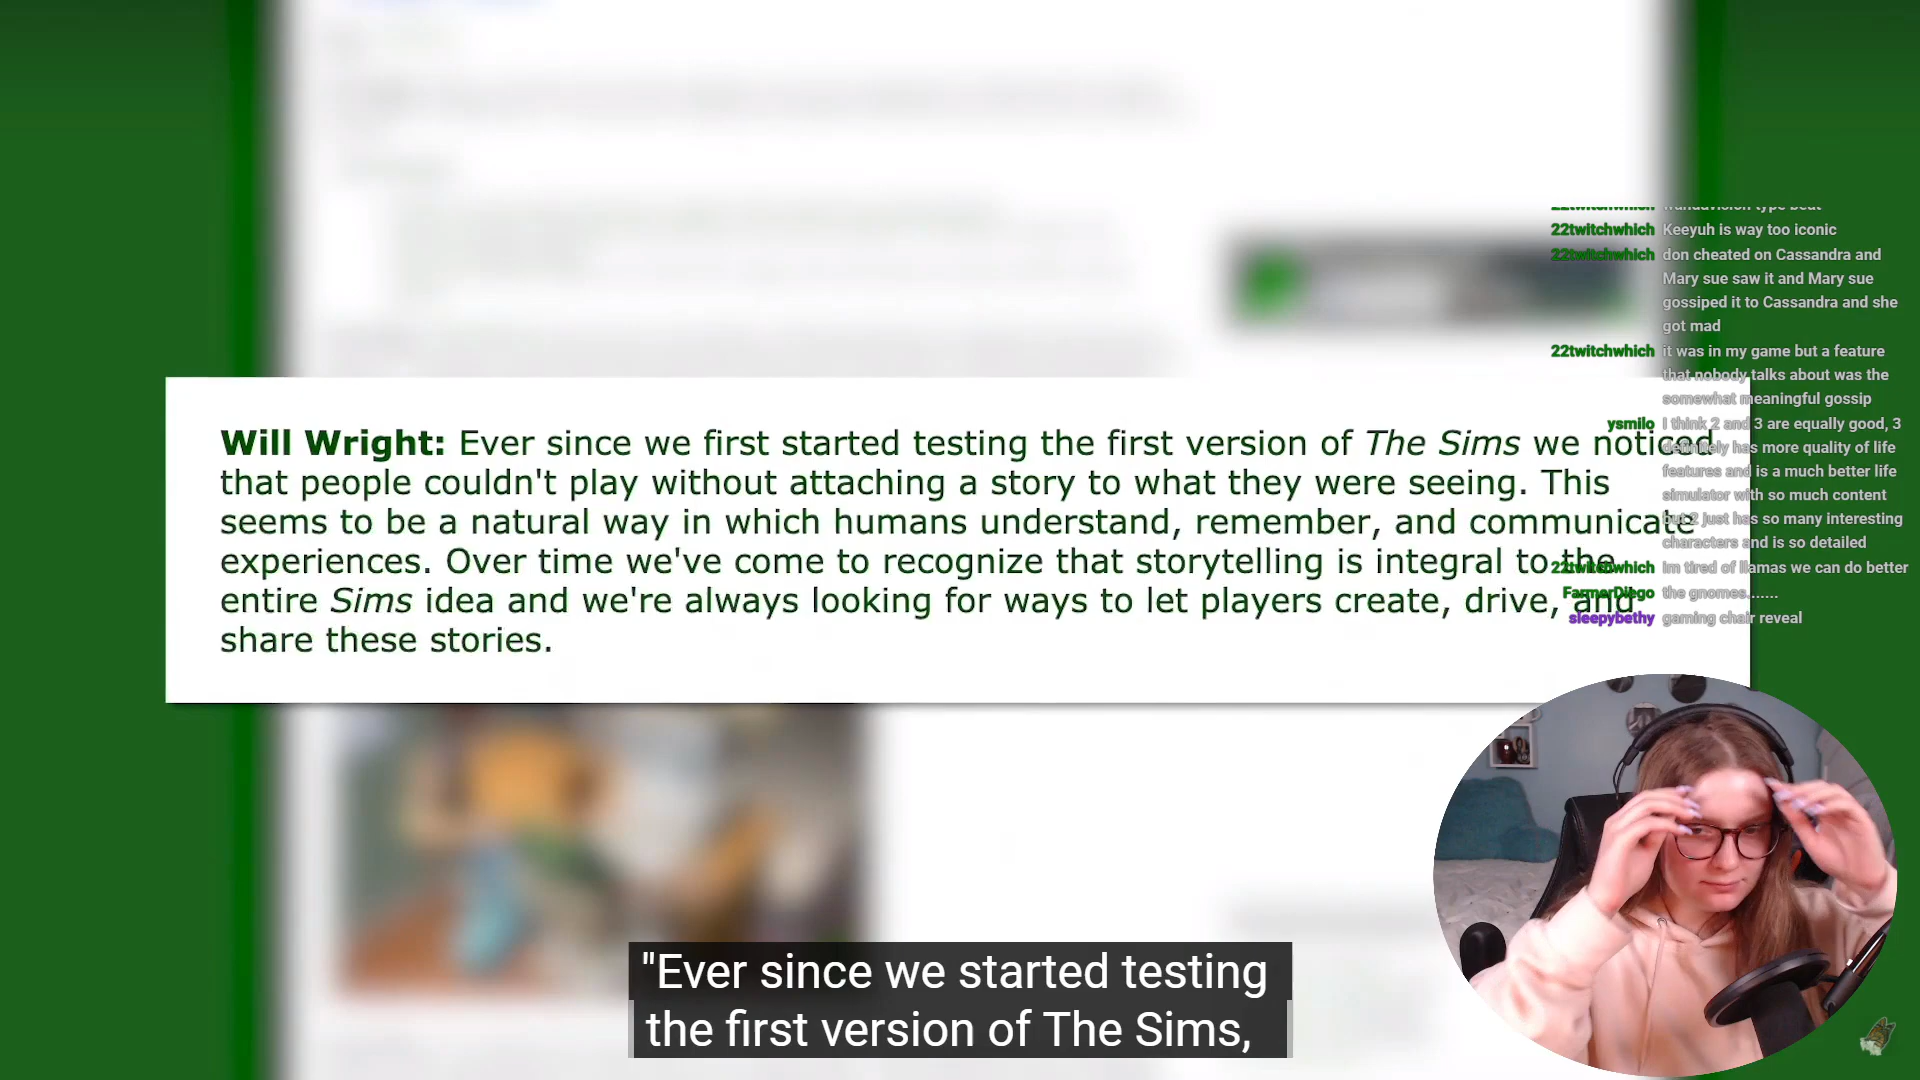 22twitchwhich Keeyuh is way too iconic
22twitchwhich don cheated on Cassandra and
Mary sue saw it and Mary sue
gossiped it to Cassandra and she
got mad
22twitchwhich it was in my game but a feature
that nobody talks about was the
somewhat meaningful gossip
ysmilo I think 2 and 3 are equally good, 3
definitely has more quality of life
features and is a much better life
simulator with so much content
but 2 just has so many interesting
characters and is so detailed
22twitchwhich im tired of llamas we can do better
FarmerDiego the gnomes.......
sleepybethy gaming chair reveal
Will Wright: Ever since we first started testing the first version of The Sims we noticed
that people couldn't play without attaching a story to what they were seeing. This
seems to be a natural way in which humans understand, remember, and communicate
experiences. Over time we've come to recognize that storytelling is integral to the
entire Sims idea and we're always looking for ways to let players create, drive, and
share these stories.
"Ever since we started testing
the first version of The Sims,